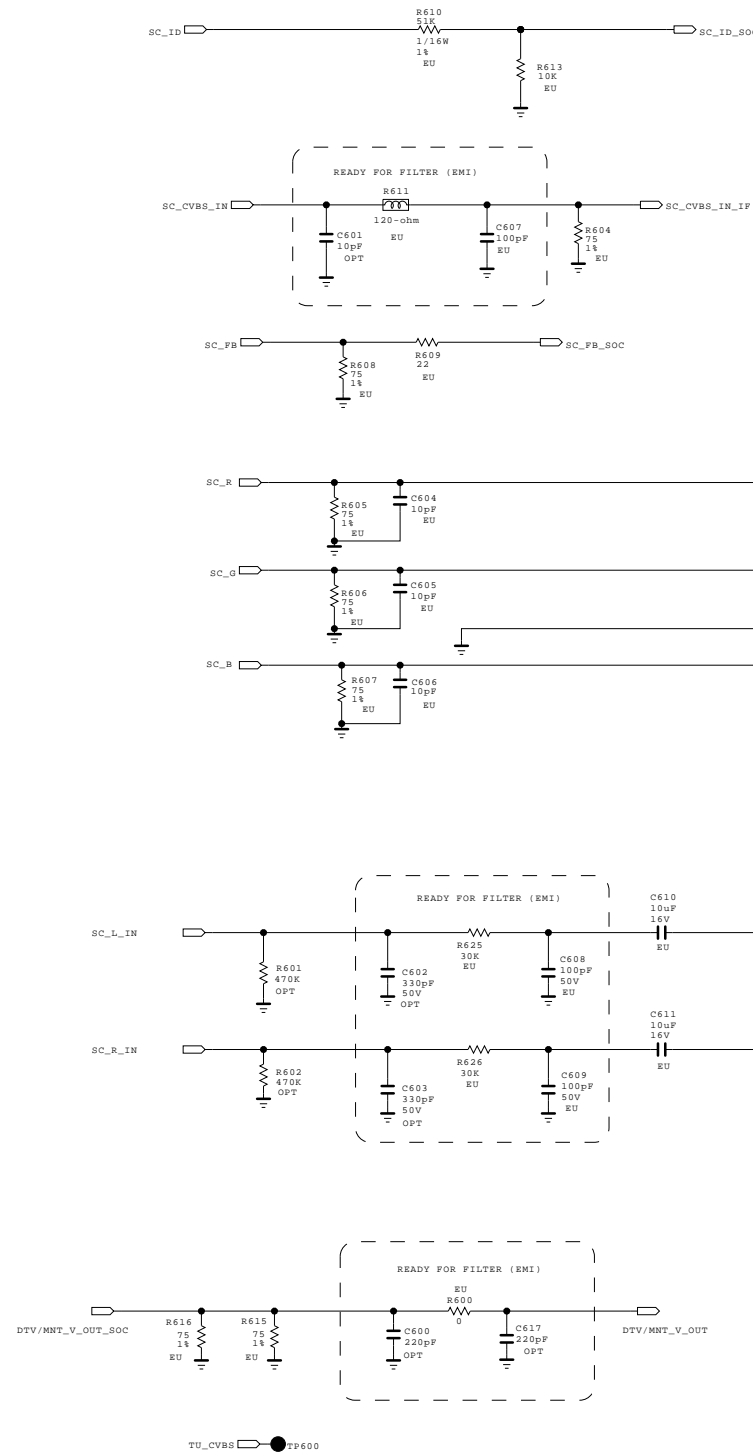 R610
51K
SC_ID
SC_ID_SOC
1/16W
1%
EU
R613
10K
EU
READY FOR FILTER (EMI)
R611
SC_CVBS_IN
SC_CVBS_IN_IF
120-ohm
EU
C601
10pF
OPT
C607
100pF
EU
R604
75
1%
EU
SC_FB
SC_FB_SOC
R609
22
EU
R608
75
1%
EU
SC_R
R605
75
1%
EU
C604
10pF
EU
SC_G
R606
75
1%
EU
C605
10pF
EU
SC_B
R607
75
1%
EU
C606
10pF
EU
READY FOR FILTER (EMI)
C610
10uF
16V
EU
SC_L_IN
R625
30K
EU
R601
470K
OPT
C602
330pF
50V
OPT
C608
100pF
50V
EU
C611
10uF
16V
EU
SC_R_IN
R626
30K
EU
R602
470K
OPT
C603
330pF
50V
OPT
C609
100pF
50V
EU
READY FOR FILTER (EMI)
EU
R600
0
DTV/MNT_V_OUT_SOC
R616
75
1%
EU
R615
75
1%
EU
C600
220pF
OPT
C617
220pF
OPT
DTV/MNT_V_OUT
TU_CVBS
TP600